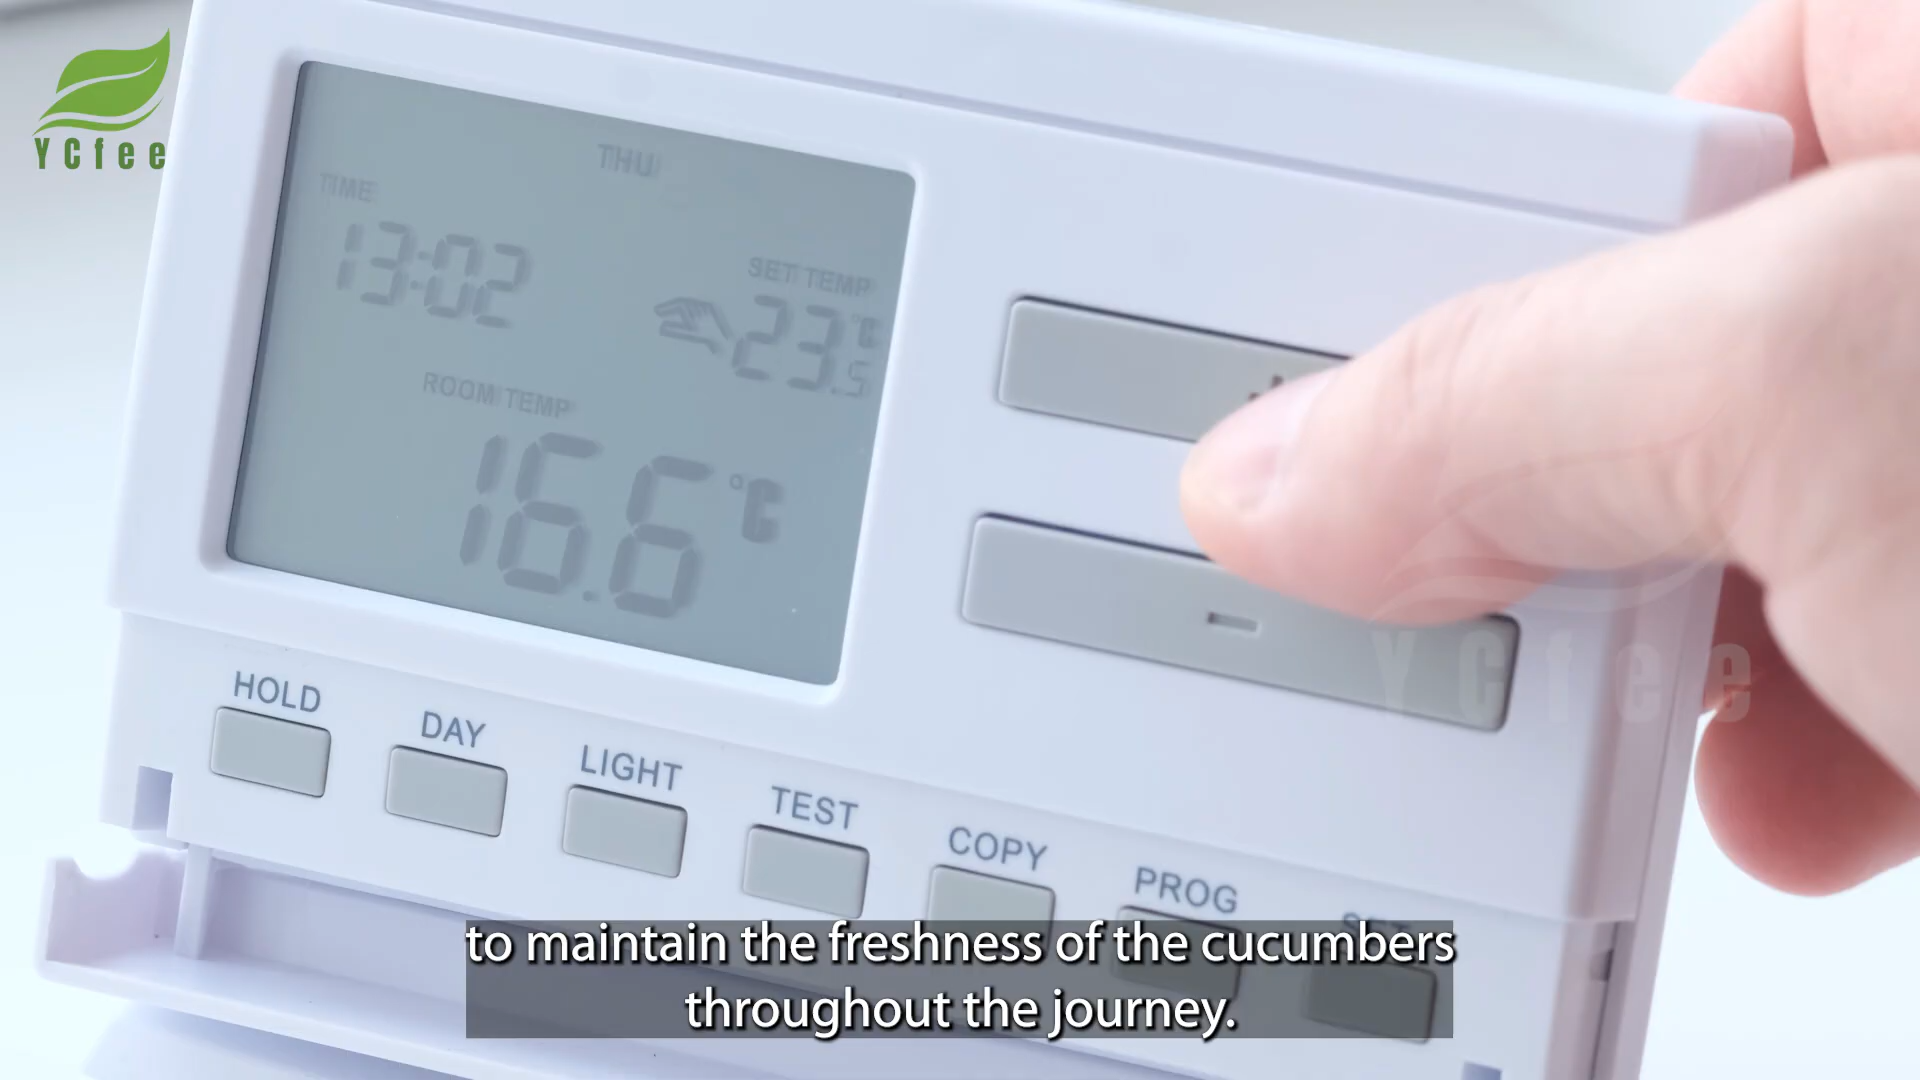 YCfee
THU
TIME
13:02
SET TEMP
23.5 °C
ROOM TEMP
16.6 °C
+
-
HOLD
DAY
LIGHT
TEST
COPY
PROG
SET
YCfee
to maintain the freshness of the cucumbers
throughout the journey.